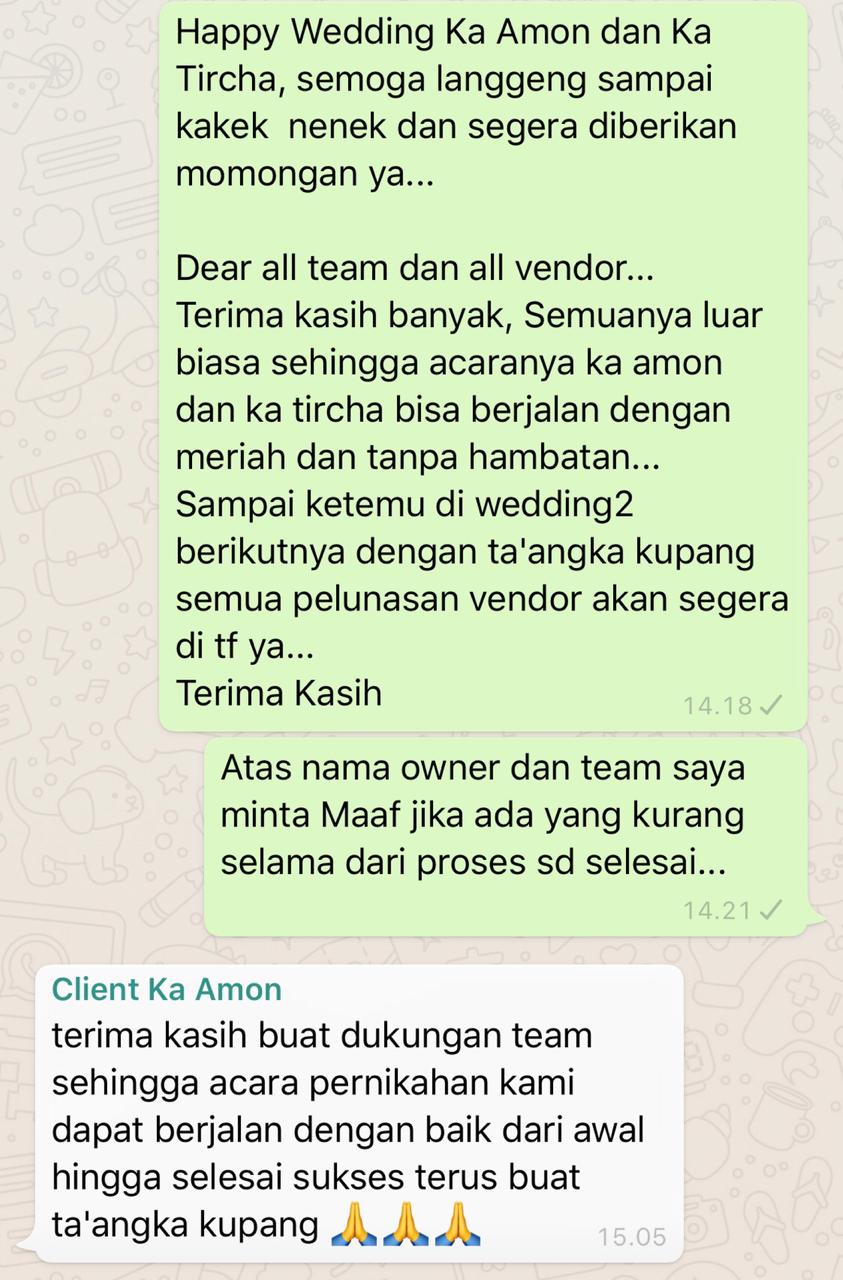 Happy Wedding Ka Amon dan Ka
Tircha, semoga langgeng sampai
kakek  nenek dan segera diberikan
momongan ya...
Dear all team dan all vendor...
Terima kasih banyak, Semuanya luar
biasa sehingga acaranya ka amon
dan ka tircha bisa berjalan dengan
meriah dan tanpa hambatan...
Sampai ketemu di wedding2
berikutnya dengan ta'angka kupang
semua pelunasan vendor akan segera
di tf ya...
Terima Kasih
14.18
Atas nama owner dan team saya
minta Maaf jika ada yang kurang
selama dari proses sd selesai...
14.21
Client Ka Amon
terima kasih buat dukungan team
sehingga acara pernikahan kami
dapat berjalan dengan baik dari awal
hingga selesai sukses terus buat
ta'angka kupang 🙏🙏🙏
15.05